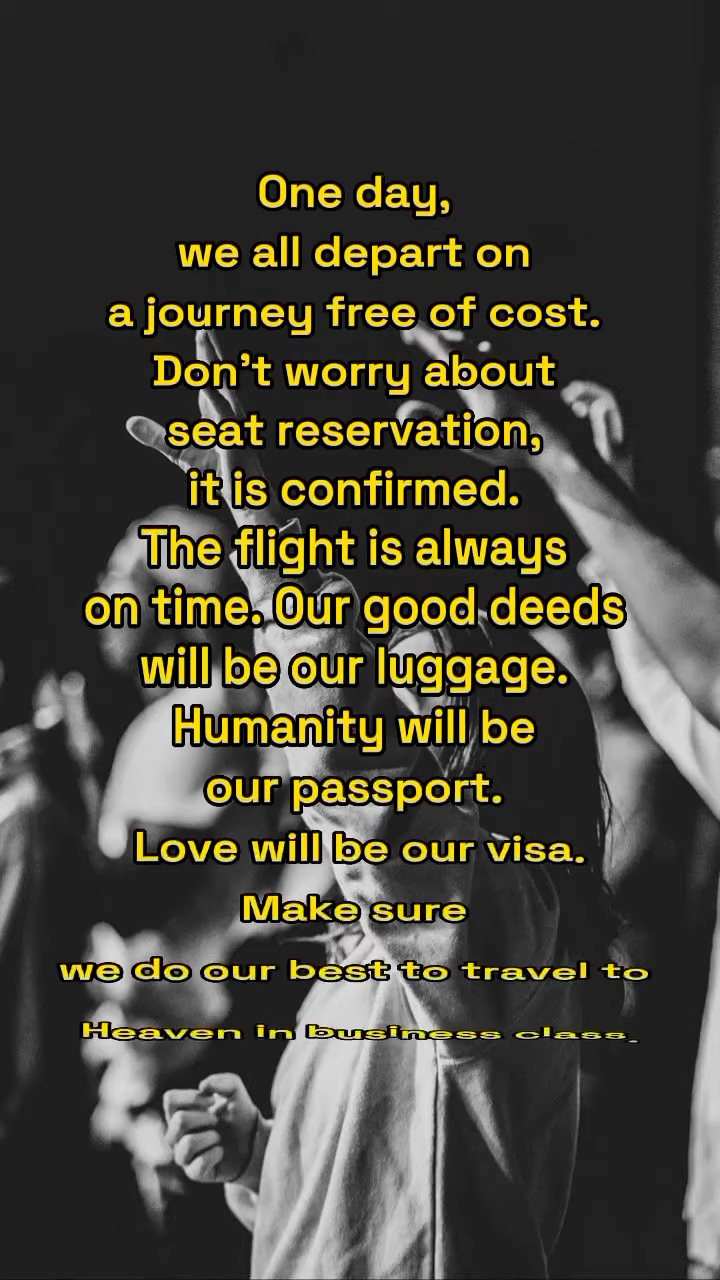 One day,
we all depart on
a journey free of cost.
Don't worry about
seat reservation,
it is confirmed.
The flight is always
on time. Our good deeds
will be our luggage.
Humanity will be
our passport.
Love will be our visa.
Make sure
we do our best to travel to
Heaven in business class.